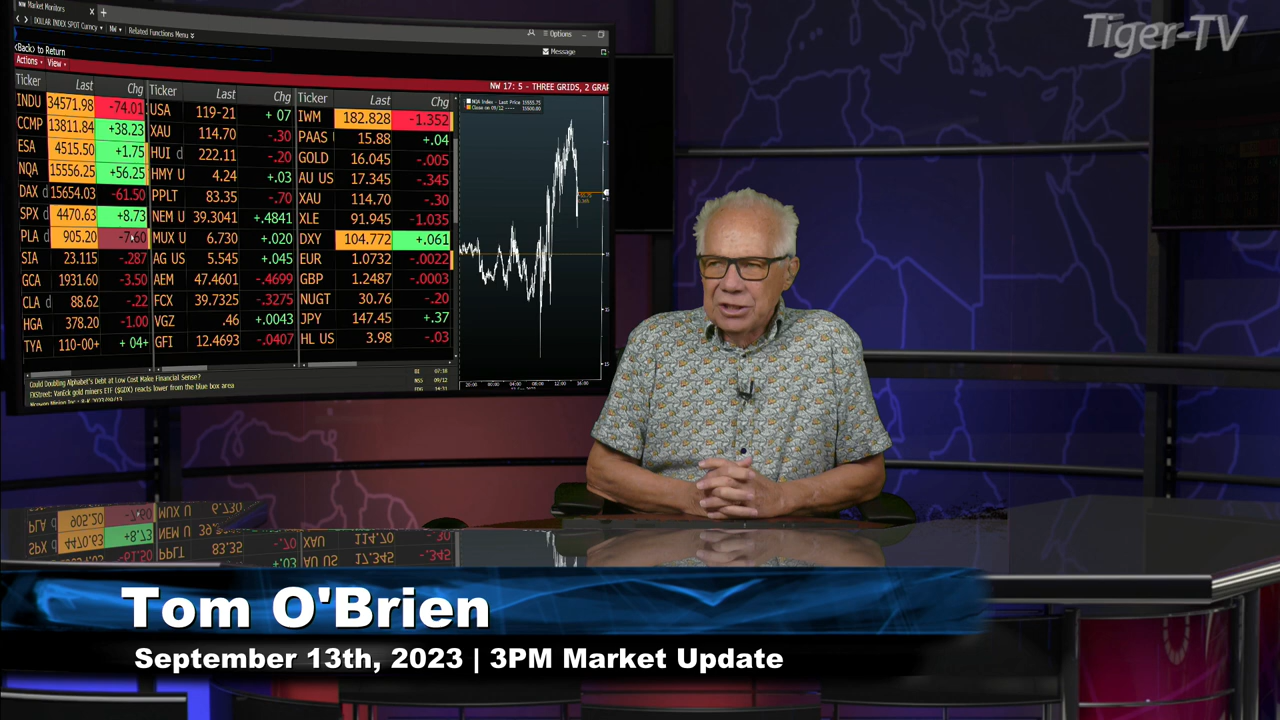 Market Monitors X +
DOLLAR INDEX SPOT Curncy NW Related Functions Menu
Options
<Back> to Return
Message
Actions View
NW 17: 5 - THREE GRIDS, 2 GRAP
Ticker Last Chg Ticker Last Chg Ticker Last Chg
INDU 34571.98 -74.01 USA 119-21 + 07 IWM 182.828 -1.352
CCMP 13811.84 +38.23 XAU 114.70 -.30 PAAS U 15.88 +.04
ESA 4515.50 +1.75 HUI d 222.11 -.20 GOLD 16.045 -.005
NQA 15556.25 +56.25 HMY U 4.24 +.03 AU US 17.345 -.345
DAX d 15654.03 -61.50 PPLT 83.35 -.70 XAU 114.70 -.30
SPX d 4470.63 +8.73 NEM U 39.3041 +.4841 XLE 91.945 -1.035
PLA d 905.20 -7.60 MUX U 6.730 +.020 DXY 104.772 +.061
SIA 23.115 -.287 AG US 5.545 +.045 EUR 1.0732 -.0022
GCA 1931.60 -3.50 AEM 47.4601 -.4699 GBP 1.2487 -.0003
CLA d 88.62 -.22 FCX 39.7325 -.3275 NUGT 30.76 -.20
HGA 378.20 -1.00 VGZ .46 +.0043 JPY 147.45 +.37
TYA 110-00+ + 04+ GFI 12.4693 -.0407 HL US 3.98 -.03
Could Doubling Alphabet's Debt at Low Cost Make Financial Sense? BI 07:18
FXStreet: VanEck gold miners ETF ($GDX) reacts lower from the blue box area NSS 09/12
Tiger-TV
Tom O'Brien
September 13th, 2023 | 3PM Market Update